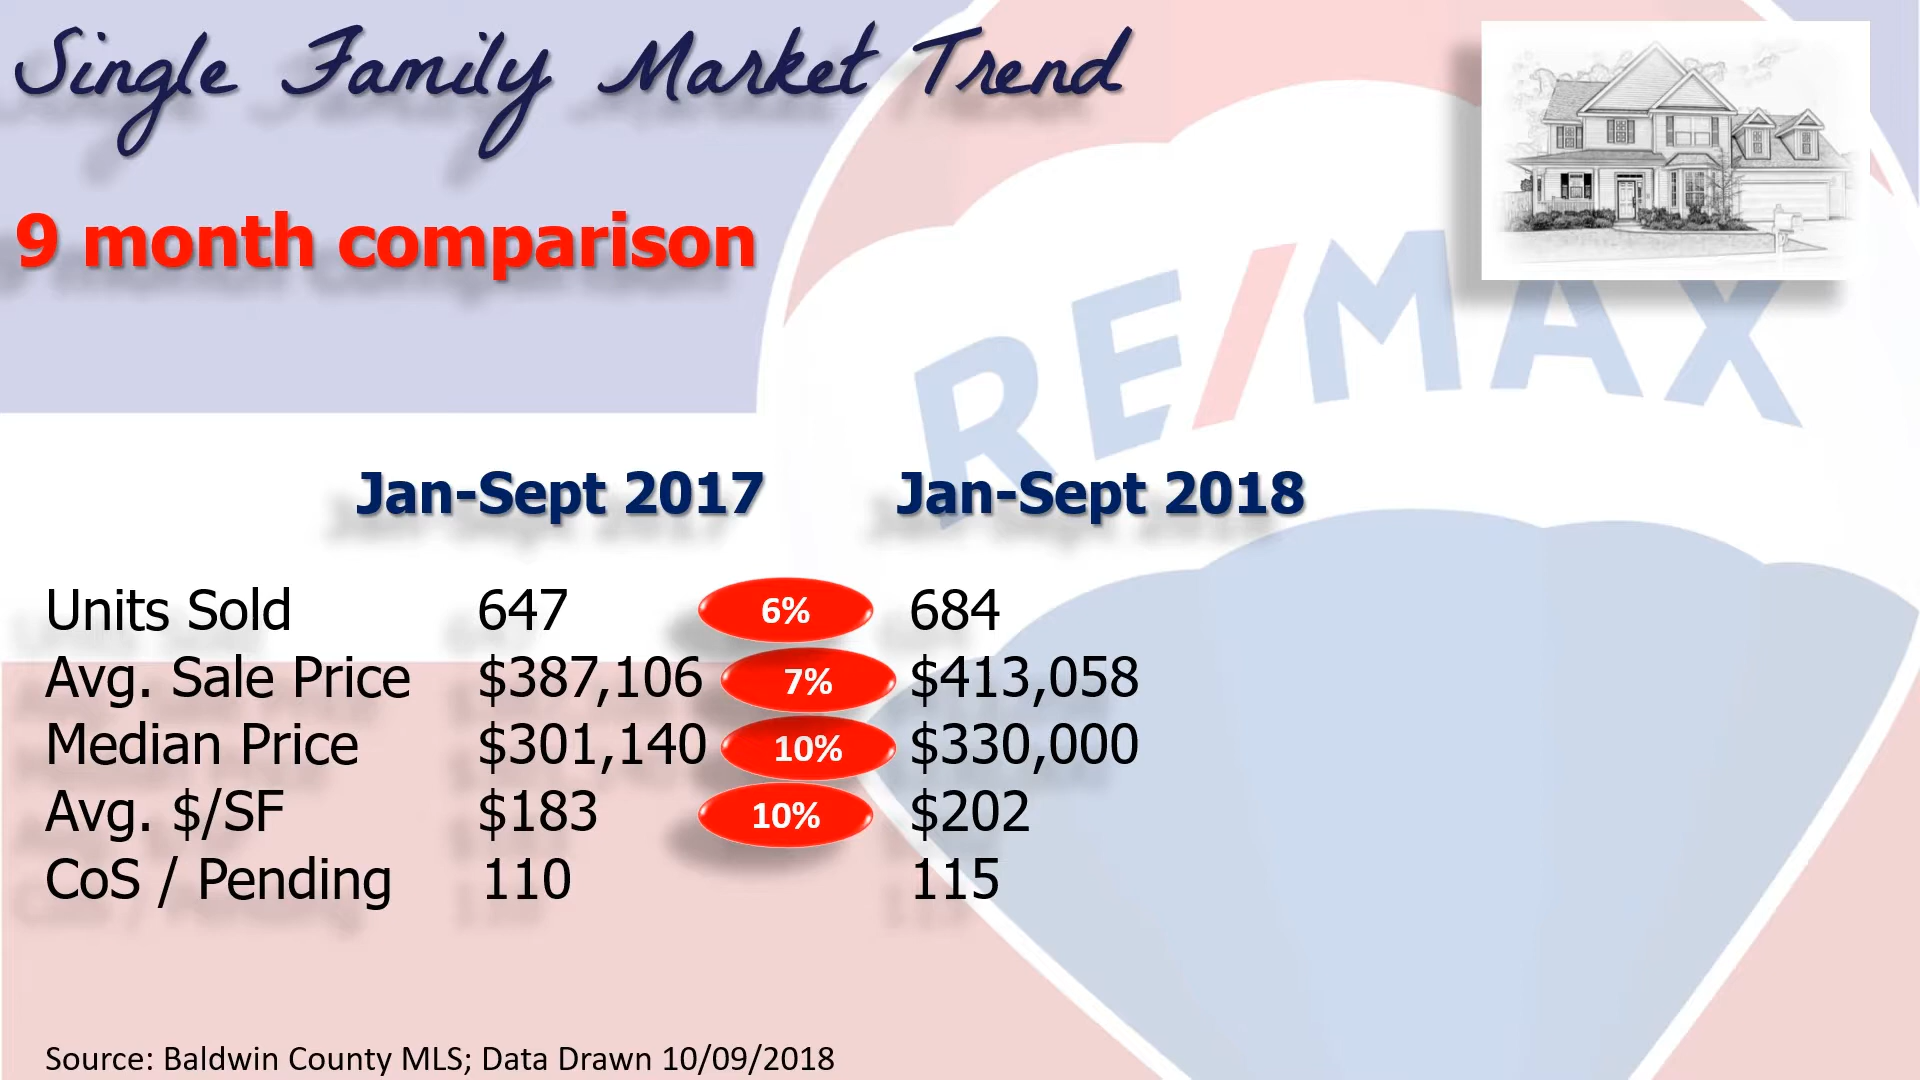 Single Family Market Trend
9 month comparison
RE/MAX
Jan-Sept 2017 Jan-Sept 2018
Units Sold 647 6% 684
Avg. Sale Price $387,106 7% $413,058
Median Price $301,140 10% $330,000
Avg. $/SF $183 10% $202
CoS / Pending 110 115
Source: Baldwin County MLS; Data Drawn 10/09/2018